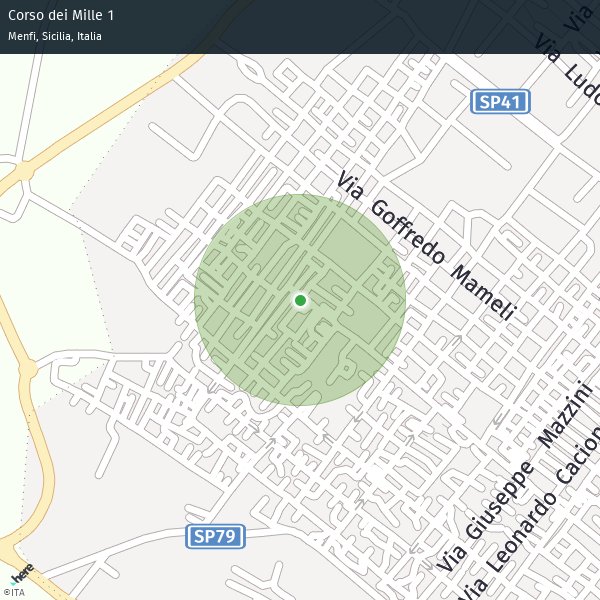 Corso dei Mille 1
Menfi, Sicilia, Italia
Via
Via Ludo
SP41
Via Goffredo Mameli
Via Giuseppe Mazzini
Via Leonardo Cacion
SP79
here
©ITA